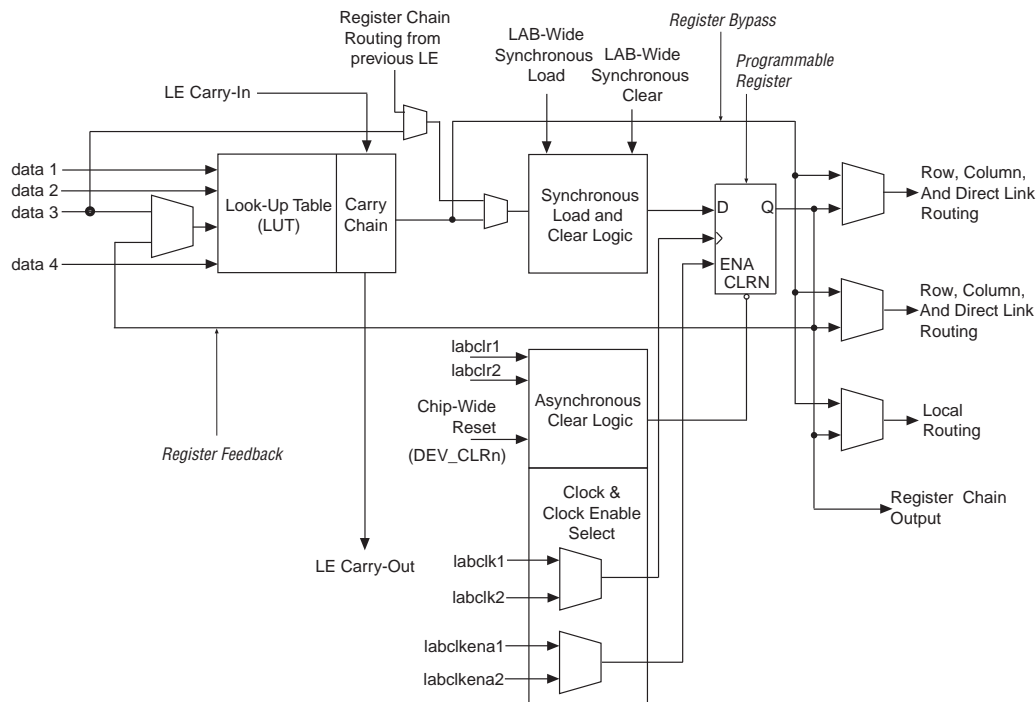 Register Chain
Routing from
previous LE
LAB-Wide
Synchronous
Load
LAB-Wide
Synchronous
Clear
Register Bypass
Programmable
Register
LE Carry-In
data 1
data 2
data 3
data 4
Look-Up Table
(LUT)
Carry
Chain
Synchronous
Load and
Clear Logic
D
Q
ENA
CLRN
Row, Column,
And Direct Link
Routing
Row, Column,
And Direct Link
Routing
Local
Routing
Register Chain
Output
labclr1
labclr2
Chip-Wide
Reset
(DEV_CLRn)
Asynchronous
Clear Logic
Register Feedback
Clock &
Clock Enable
Select
LE Carry-Out
labclk1
labclk2
labclkena1
labclkena2